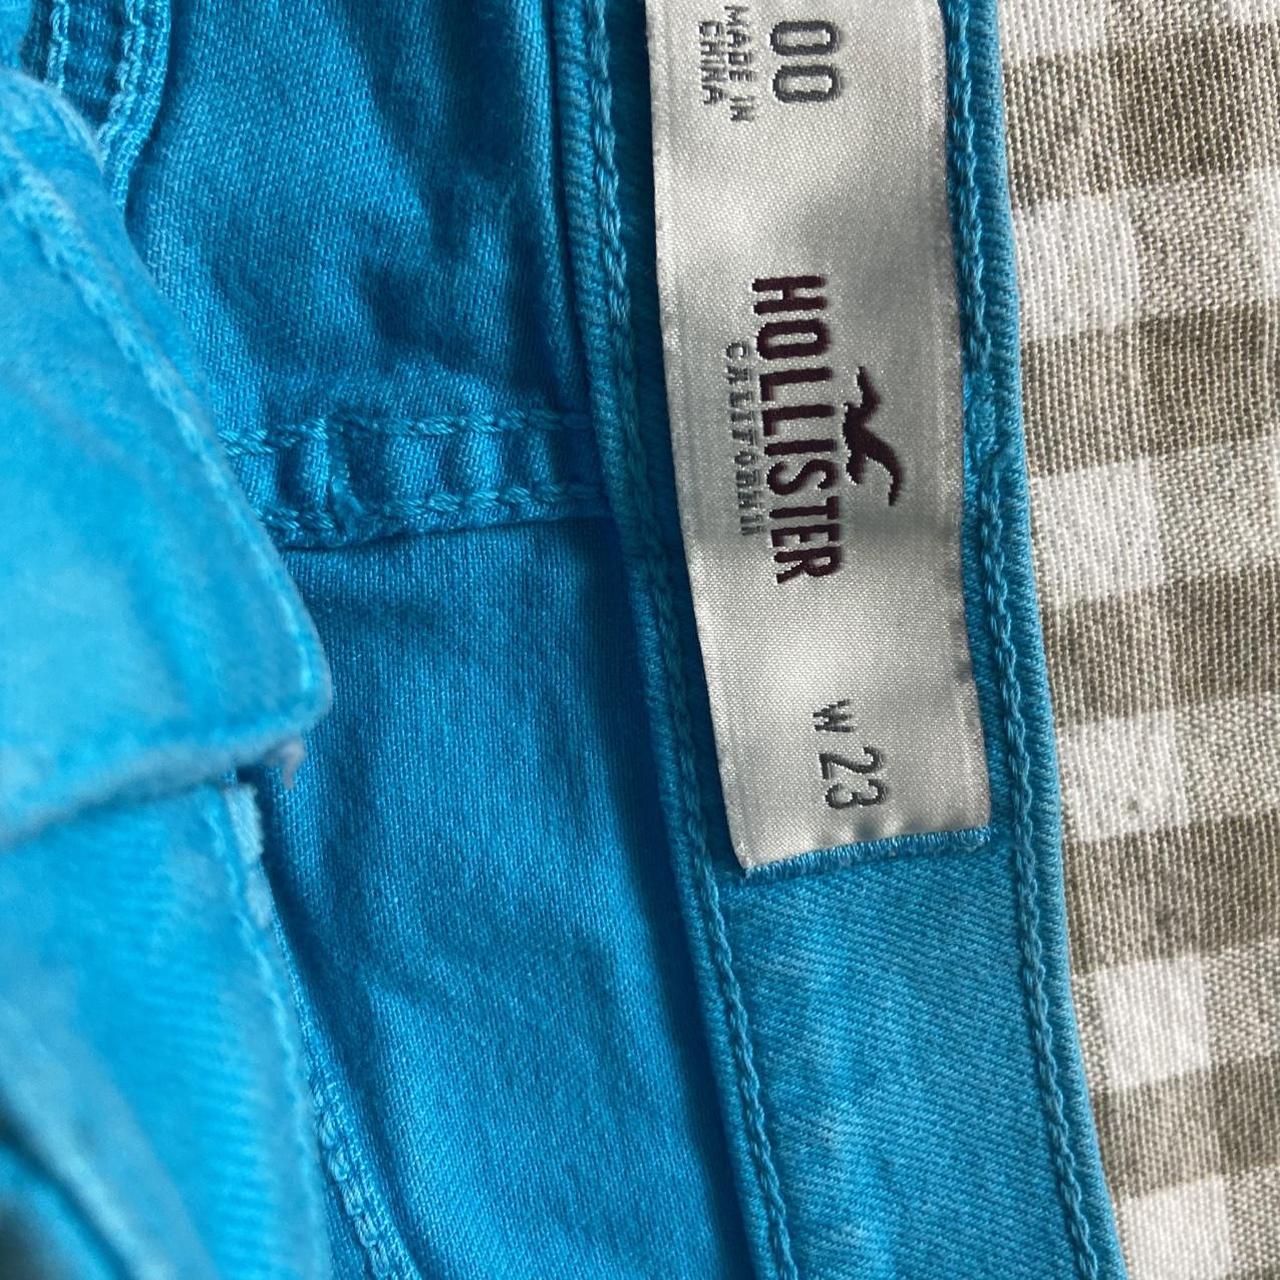 00
MADE IN
CHINA
HOLLISTER
CALIFORNIA
W 23